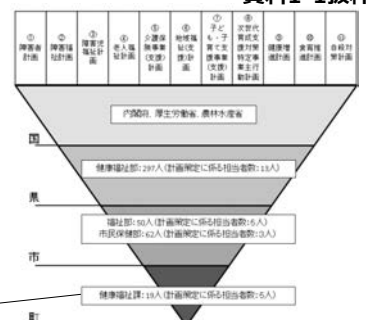 資料1-1抜粋
① 障害者計画
② 障害福祉計画
③ 障害児福祉計画
④ 老人福祉計画
⑤ 介護保険事業(支援)計画
⑥ 地域福祉(支援)計画
⑦ 子ども・子育て支援事業(支援)計画
⑧ 次世代育成支援対策特定事業主行動計画
⑨ 健康増進計画
⑩ 食育推進計画
⑪ 自殺対策計画
内閣府、厚生労働省、農林水産省
国
健康福祉部:297人(計画策定に係る担当者数:13人)
県
福祉部:50人(計画策定に係る担当者数:5人)
市民保健部:62人(計画策定に係る担当者数:3人)
市
健康福祉課:19人(計画策定に係る担当者数:5人)
町